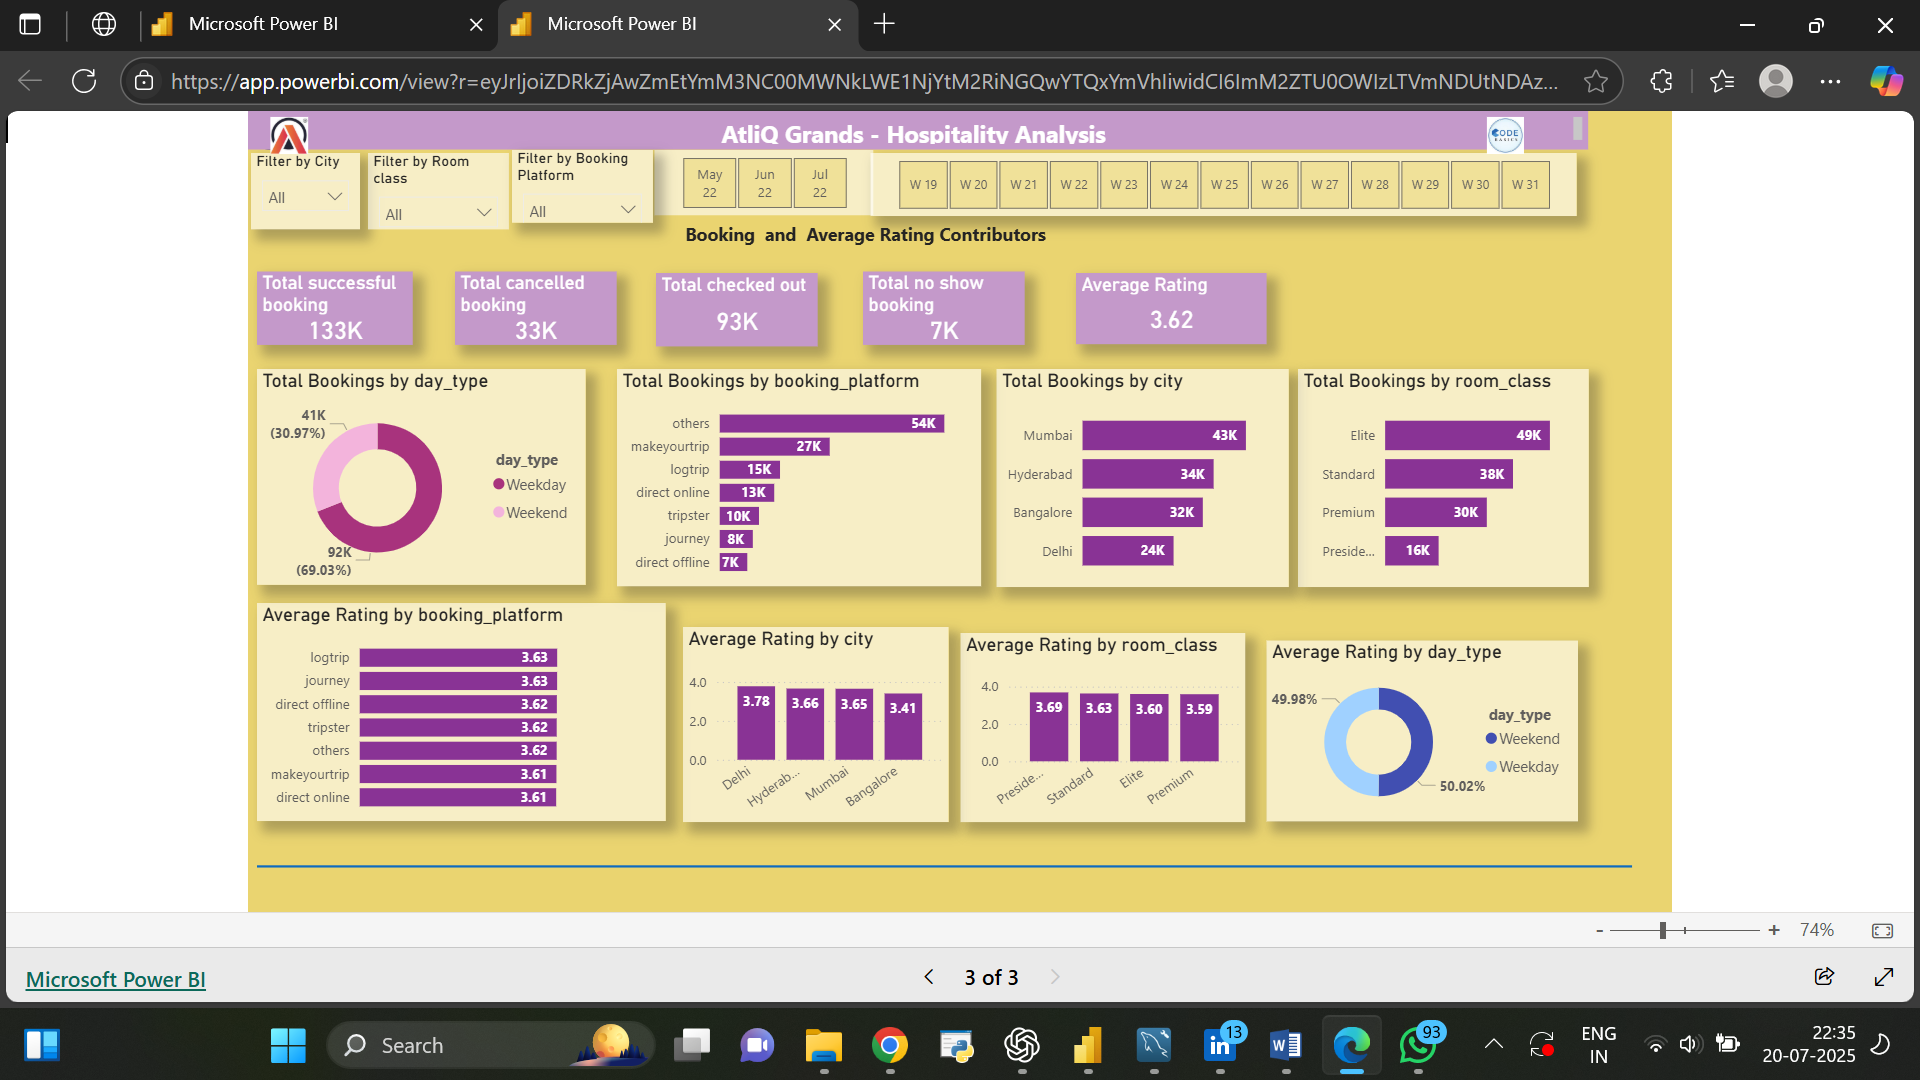 Microsoft Power BI
Microsoft Power BI
https://app.powerbi.com/view?r=eyJrIjoiZDRkZjAwZmEtYmM3NC00MWNkLWE1NjYtM2RiNGQwYTQxYmVhIiwidCI6ImM2ZTU0OWIzLTVmNDUtNDAz...
AtliQ Grands - Hospitality Analysis
CODE
BASICS
Filter by City
All
Filter by Room
class
All
Filter by Booking
Platform
All
May
22
Jun
22
Jul
22
W 19 W 20 W 21 W 22 W 23 W 24 W 25 W 26 W 27 W 28 W 29 W 30 W 31
Booking and Average Rating Contributors
Total successful
booking
133K
Total cancelled
booking
33K
Total checked out
93K
Total no show
booking
7K
Average Rating
3.62
Total Bookings by day_type
41K
(30.97%)
92K
(69.03%)
day_type
Weekday
Weekend
Total Bookings by booking_platform
others 54K
makeyourtrip 27K
logtrip 15K
direct online 13K
tripster 10K
journey 8K
direct offline 7K
Total Bookings by city
Mumbai 43K
Hyderabad 34K
Bangalore 32K
Delhi 24K
Total Bookings by room_class
Elite 49K
Standard 38K
Premium 30K
Preside... 16K
Average Rating by booking_platform
logtrip 3.63
journey 3.63
direct offline 3.62
tripster 3.62
others 3.62
makeyourtrip 3.61
direct online 3.61
Average Rating by city
4.0
2.0
0.0
3.78 3.66 3.65 3.41
Delhi Hyderab... Mumbai Bangalore
Average Rating by room_class
4.0
2.0
0.0
3.69 3.63 3.60 3.59
Preside... Standard Elite Premium
Average Rating by day_type
49.98%
50.02%
day_type
Weekend
Weekday
- + 74%
Microsoft Power BI
3 of 3
Search
13
W
93
ENG
IN
22:35
20-07-2025